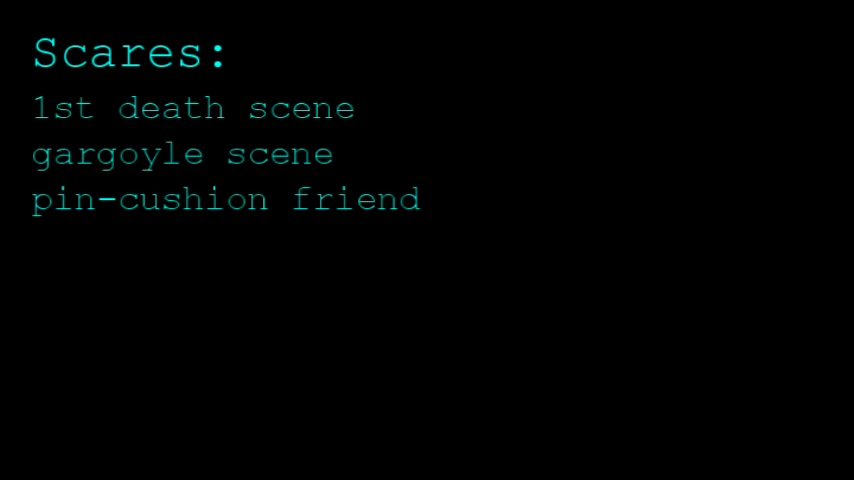 Scares:
1st death scene
gargoyle scene
pin-cushion friend